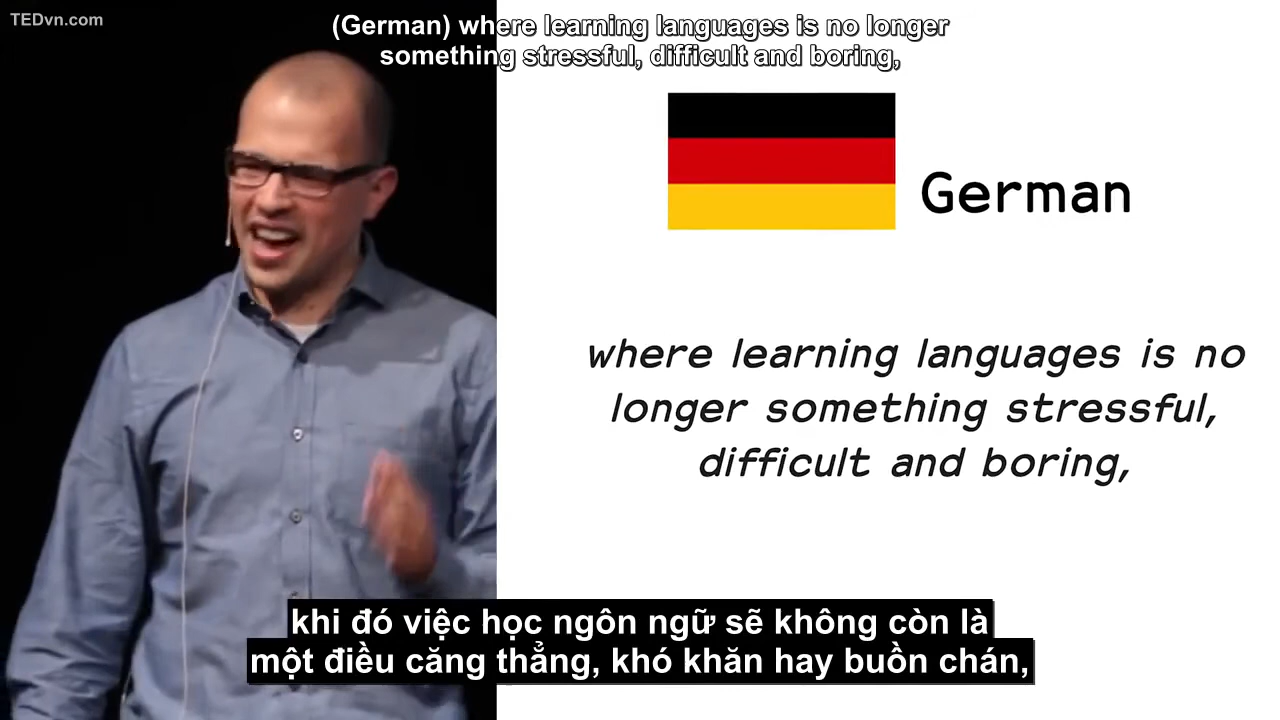 TEDvn.com
(German) where learning languages is no longer
something stressful, difficult and boring,
German
where learning languages is no
longer something stressful,
difficult and boring,
khi đó việc học ngôn ngữ sẽ không còn là
một điều căng thẳng, khó khăn hay buồn chán,